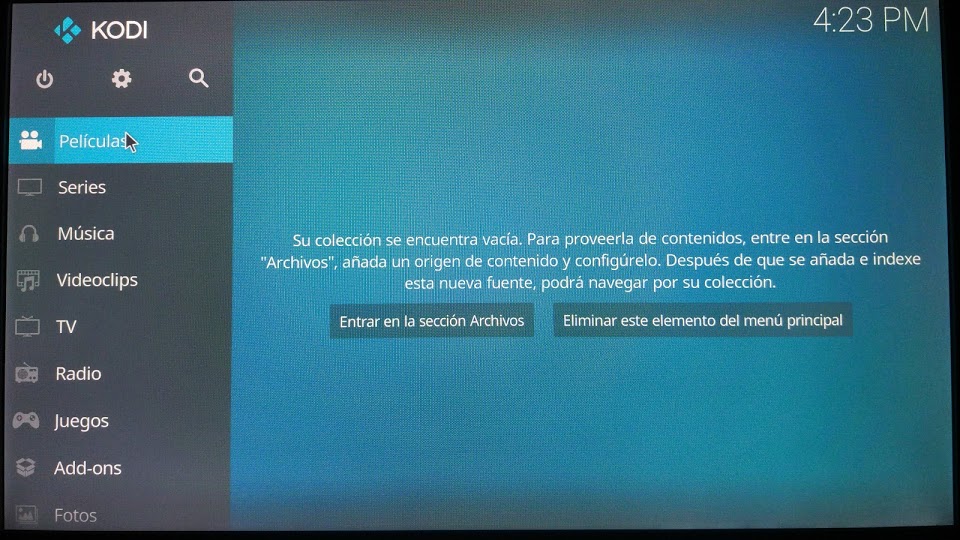 KODI
4:23 PM
Películas
Series
Música
Videoclips
TV
Radio
Juegos
Add-ons
Fotos
Su colección se encuentra vacía. Para proveerla de contenidos, entre en la sección
"Archivos", añada un origen de contenido y configúrelo. Después de que se añada e indexe
esta nueva fuente, podrá navegar por su colección.
Entrar en la sección Archivos
Eliminar este elemento del menú principal